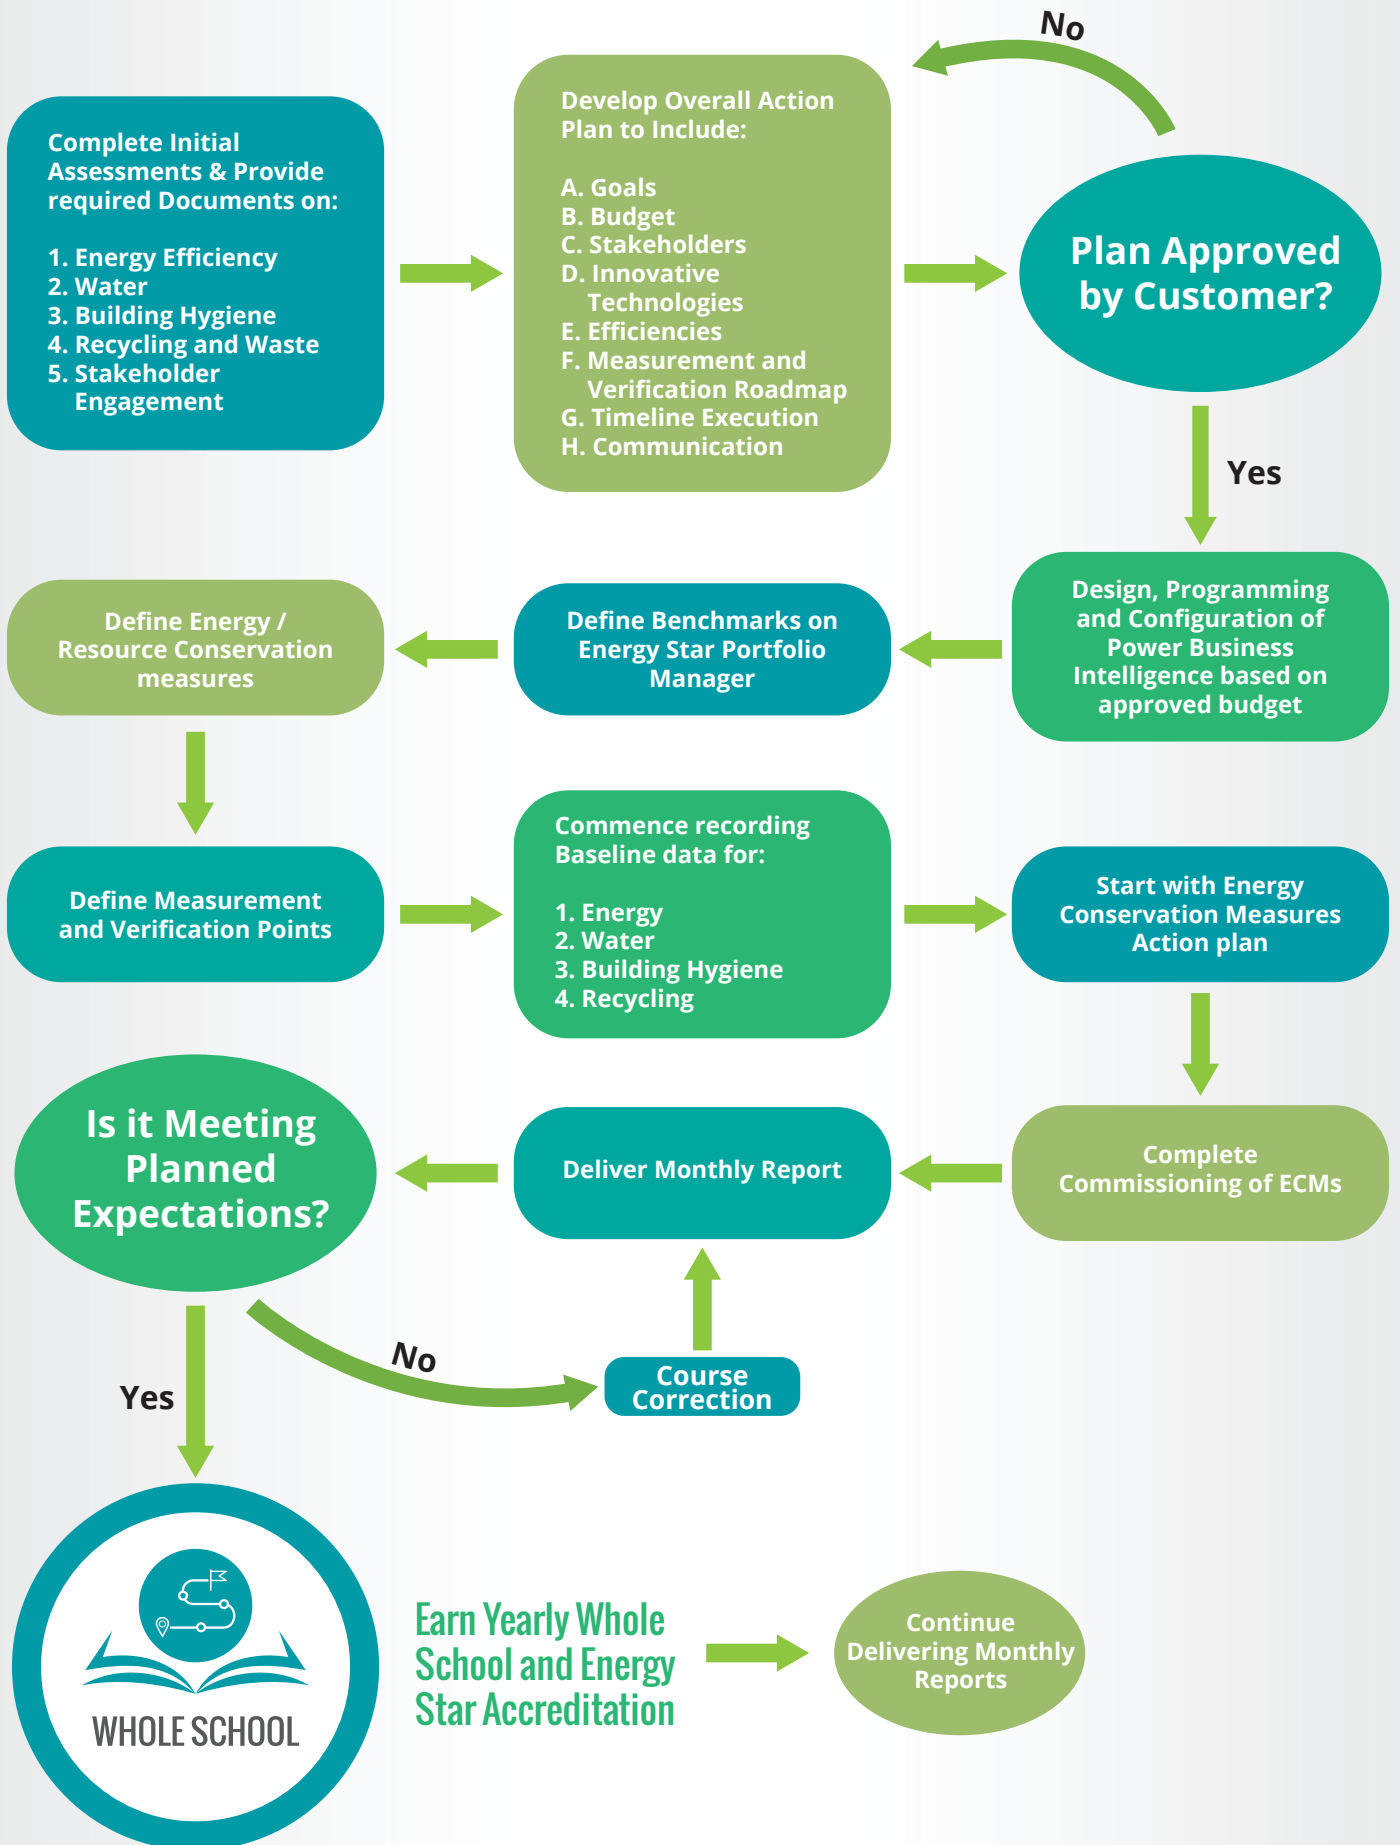 No
Complete Initial
Assessments & Provide
required Documents on:
1. Energy Efficiency
2. Water
3. Building Hygiene
4. Recycling and Waste
5. Stakeholder
Engagement
Develop Overall Action
Plan to Include:
A. Goals
B. Budget
C. Stakeholders
D. Innovative
Technologies
E. Efficiencies
F. Measurement and
Verification Roadmap
G. Timeline Execution
H. Communication
Plan Approved
by Customer?
Yes
Design, Programming
and Configuration of
Power Business
Intelligence based on
approved budget
Define Benchmarks on
Energy Star Portfolio
Manager
Define Energy /
Resource Conservation
measures
Define Measurement
and Verification Points
Commence recording
Baseline data for:
1. Energy
2. Water
3. Building Hygiene
4. Recycling
Start with Energy
Conservation Measures
Action plan
Complete
Commissioning of ECMs
Deliver Monthly Report
Is it Meeting
Planned
Expectations?
No
Course
Correction
Yes
WHOLE SCHOOL
Earn Yearly Whole
School and Energy
Star Accreditation
Continue
Delivering Monthly
Reports